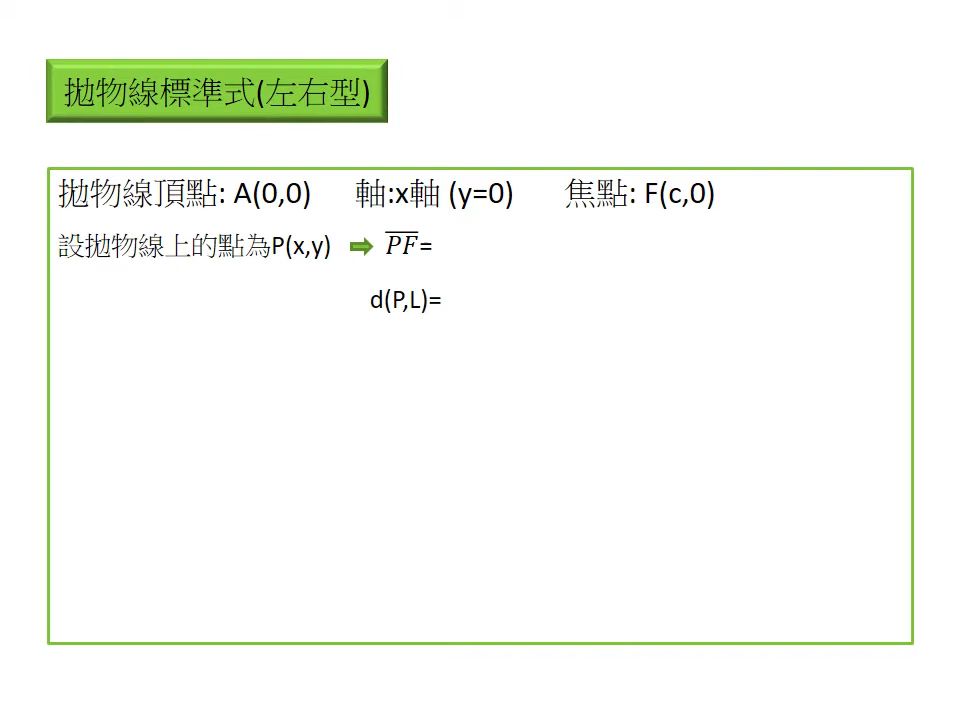 拋物線標準式(左右型)
拋物線頂點: A(0,0) 軸:x軸 (y=0) 焦點: F(c,0)
設拋物線上的點為P(x,y) ➡ $\overline{PF}$=
d(P,L)=